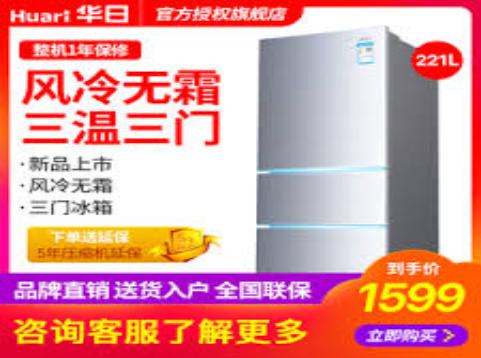 Huari 华日 官方授权旗舰店
整机1年保修
221L
风冷无霜
三温三门
· 新品上市
· 风冷无霜
· 三门冰箱
下单送延保
5年压缩机延保
品牌直销 送货入户 全国联保
到手价
1599
咨询客服了解更多
立即购买 >